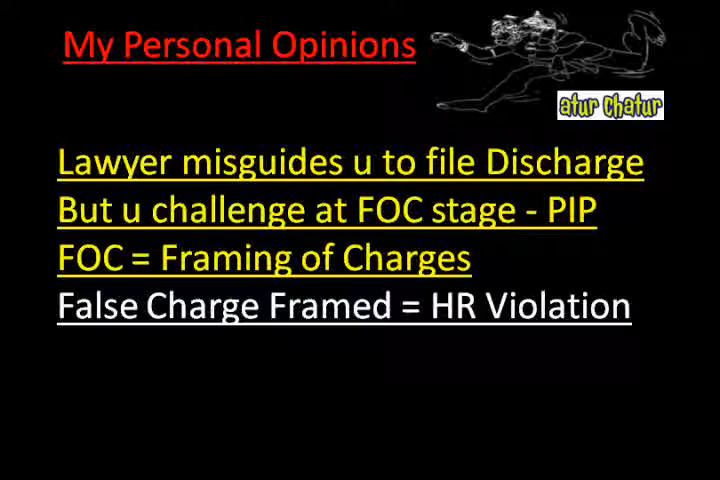 My Personal Opinions
atur chatur
Lawyer misguides u to file Discharge
But u challenge at FOC stage - PIP
FOC = Framing of Charges
False Charge Framed = HR Violation